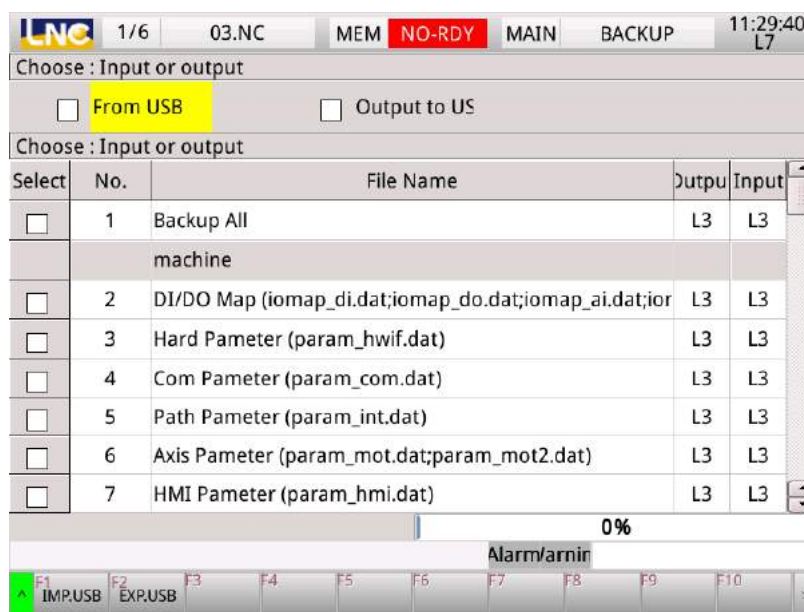 LNC 1/6 03.NC MEM NO-RDY MAIN BACKUP 11:29:40
L7
Choose : Input or output
From USB Output to US
Choose : Input or output
Select No. File Name Outpu Input
1 Backup All L3 L3
machine
2 DI/DO Map (iomap_di.dat;iomap_do.dat;iomap_ai.dat;ior L3 L3
3 Hard Pameter (param_hwif.dat) L3 L3
4 Com Pameter (param_com.dat) L3 L3
5 Path Pameter (param_int.dat) L3 L3
6 Axis Pameter (param_mot.dat;param_mot2.dat) L3 L3
7 HMI Pameter (param_hmi.dat) L3 L3
0%
Alarm/arnin
F1 F2 F3 F4 F5 F6 F7 F8 F9 F10
^ IMP.USB EXP.USB